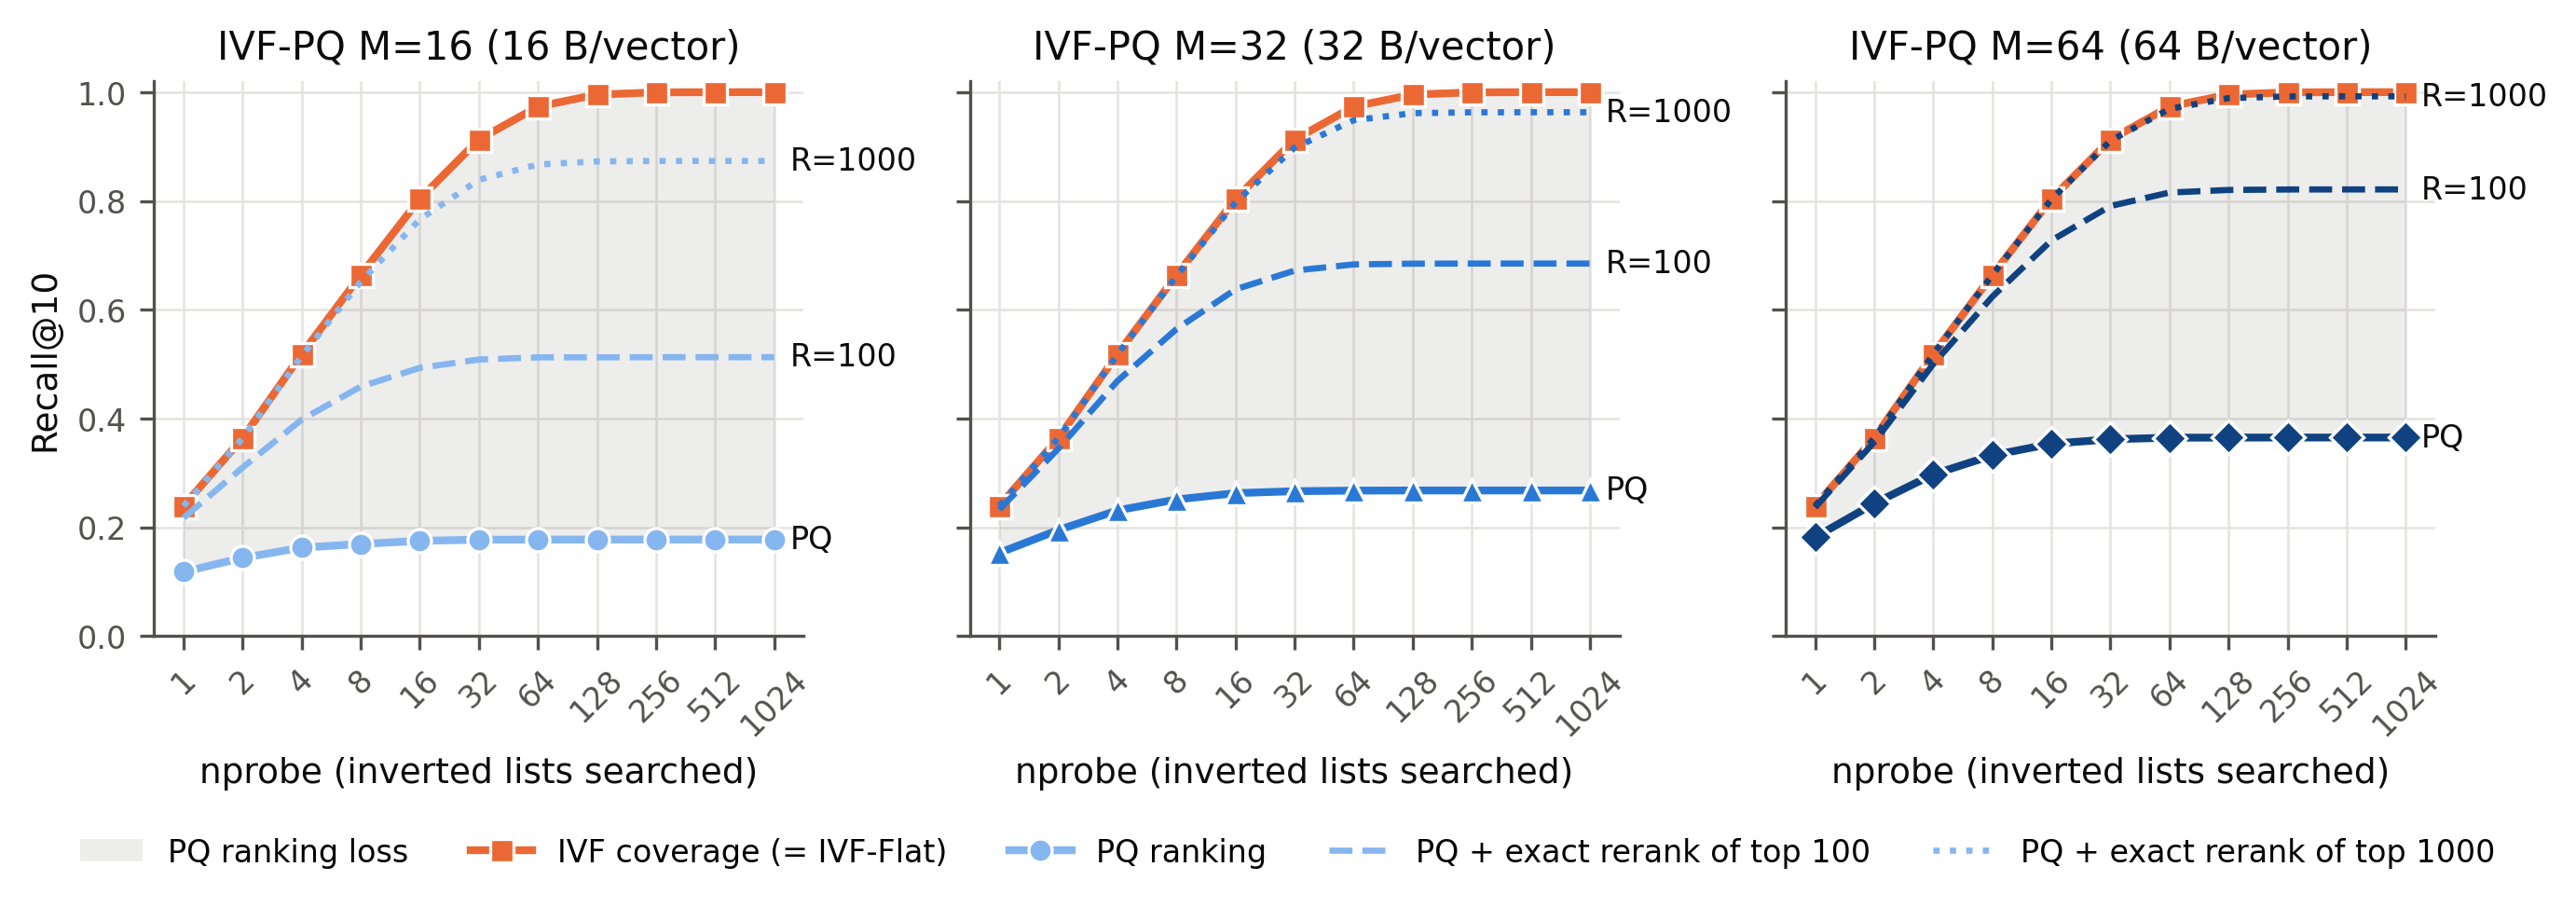 IVF-PQ M=16 (16 B/vector)
IVF-PQ M=32 (32 B/vector)
IVF-PQ M=64 (64 B/vector)
Recall@10
1.0
0.8
0.6
0.4
0.2
0.0
R=1000
R=100
PQ
R=1000
R=100
PQ
R=1000
R=100
PQ
1 2 4 8 16 32 64 128 256 512 1024
1 2 4 8 16 32 64 128 256 512 1024
1 2 4 8 16 32 64 128 256 512 1024
nprobe (inverted lists searched)
nprobe (inverted lists searched)
nprobe (inverted lists searched)
PQ ranking loss
IVF coverage (= IVF-Flat)
PQ ranking
PQ + exact rerank of top 100
PQ + exact rerank of top 1000